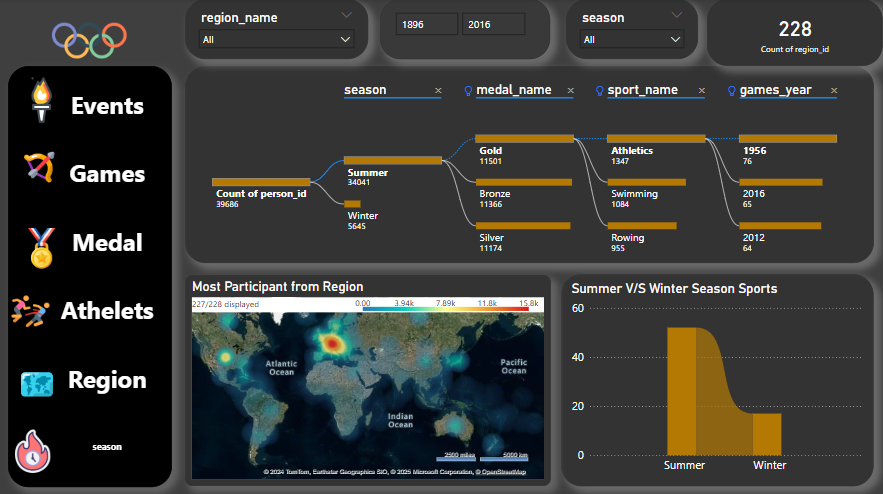 region_name
All
1896
2016
season
All
228
Count of region_id
Events
Games
Medal
Athelets
Region
season
season
medal_name
sport_name
games_year
Count of person_id
39686
Summer
34041
Winter
5645
Gold
11501
Bronze
11366
Silver
11174
Athletics
1347
Swimming
1084
Rowing
955
1956
76
2016
65
2012
64
Most Participant from Region
227/228 displayed
0.00 3.94k 7.89k 11.8k 15.8k
Atlantic
Ocean
Pacific
Ocean
Indian
Ocean
2500 miles 5000 km
© 2024 TomTom, Earthstar Geographics SIO, © 2025 Microsoft Corporation, © OpenStreetMap
Summer V/S Winter Season Sports
60
40
20
0
Summer Winter